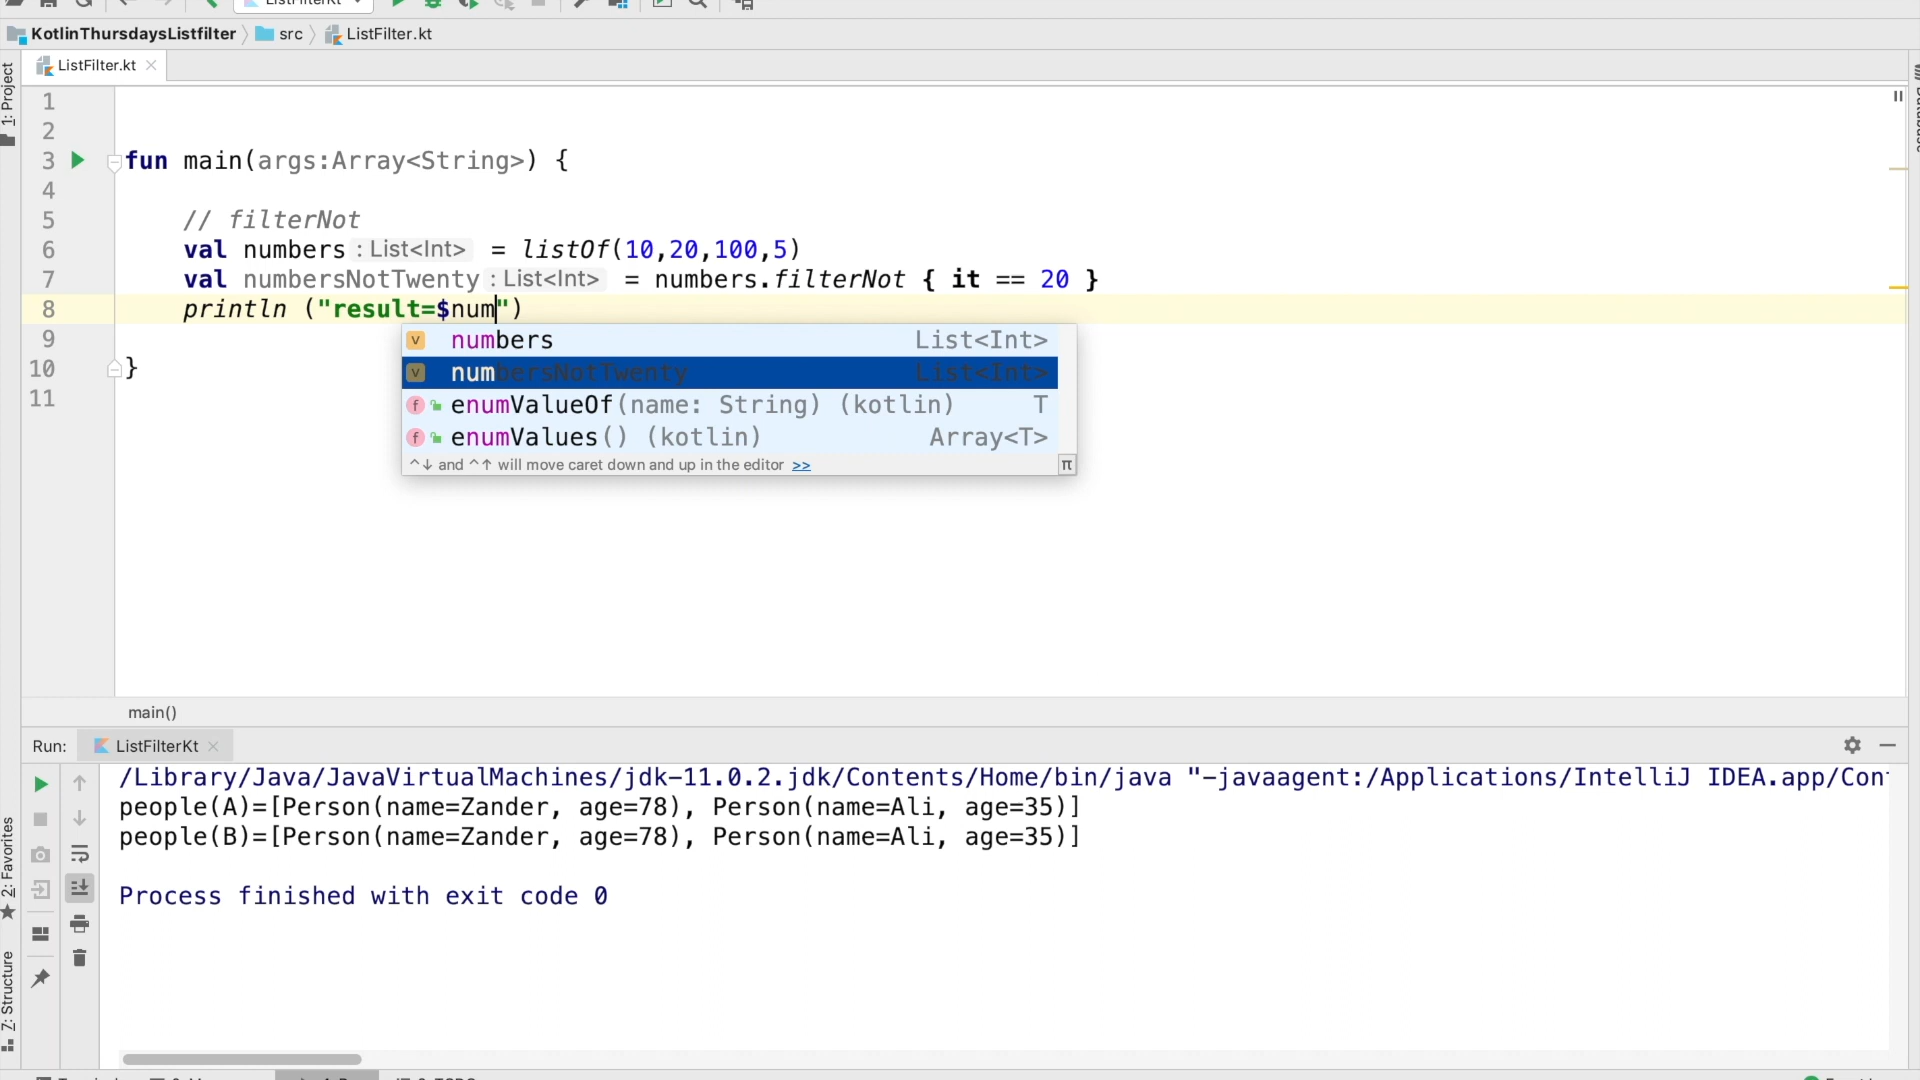 ListFilterKt
KotlinThursdaysListfilter 〉 src 〉 ListFilter.kt
ListFilter.kt
1: Project
Database
1
2
3 fun main(args:Array<String>) {
4
5 // filterNot
6 val numbers : List<Int> = listOf(10,20,100,5)
7 val numbersNotTwenty : List<Int> = numbers.filterNot { it == 20 }
8 println ("result=$num")
9 numbers List<Int>
10 } numbersNotTwenty List<Int>
11 enumValueOf(name: String) (kotlin) T
enumValues() (kotlin) Array<T>
^↓ and ^↑ will move caret down and up in the editor >> π
main()
Run: ListFilterKt
/Library/Java/JavaVirtualMachines/jdk-11.0.2.jdk/Contents/Home/bin/java "-javaagent:/Applications/IntelliJ IDEA.app/Con
people(A)=[Person(name=Zander, age=78), Person(name=Ali, age=35)]
people(B)=[Person(name=Zander, age=78), Person(name=Ali, age=35)]
Process finished with exit code 0
2: Favorites
7: Structure